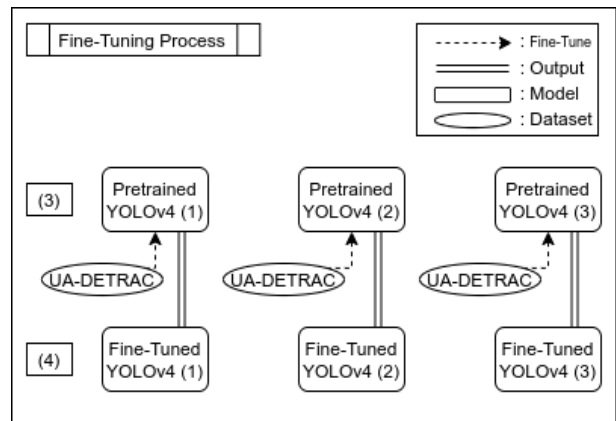 Fine-Tuning Process
: Fine-Tune
: Output
: Model
: Dataset
(3)
Pretrained
YOLOv4 (1)
Pretrained
YOLOv4 (2)
Pretrained
YOLOv4 (3)
UA-DETRAC
UA-DETRAC
UA-DETRAC
(4)
Fine-Tuned
YOLOv4 (1)
Fine-Tuned
YOLOv4 (2)
Fine-Tuned
YOLOv4 (3)